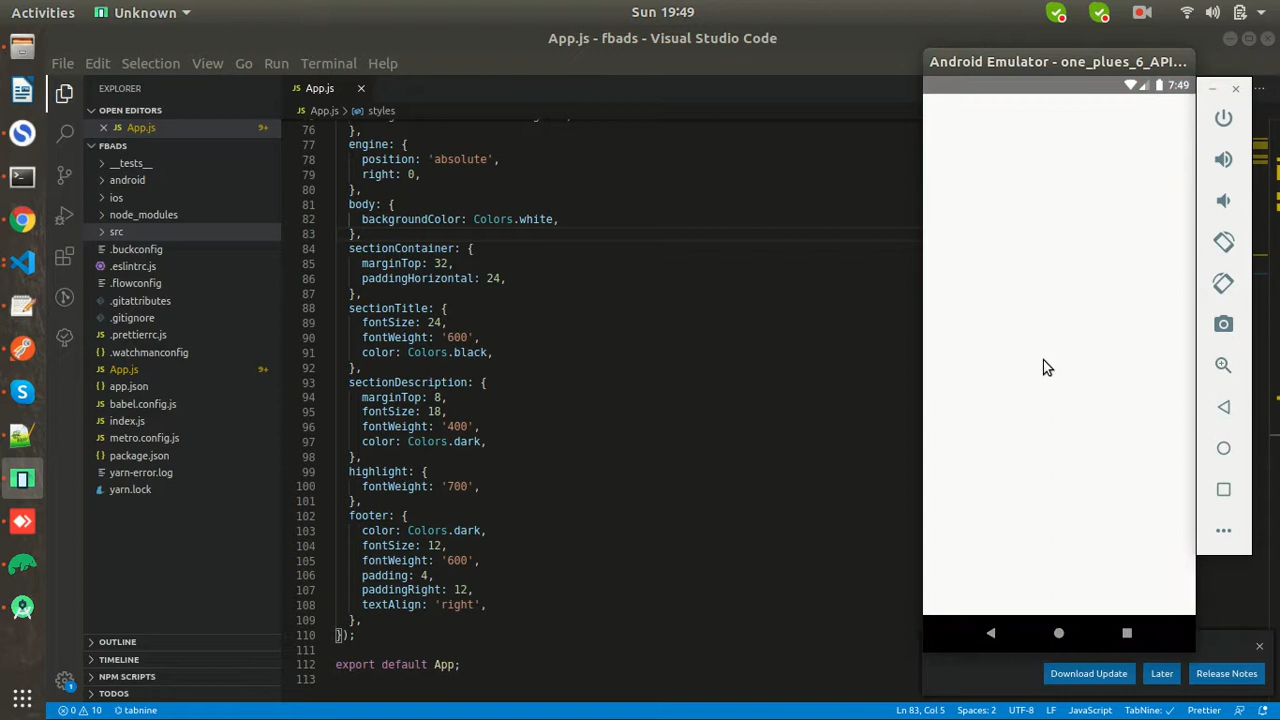 Activities
Unknown
Sun 19:49
App.js - fbads - Visual Studio Code
File Edit Selection View Go Run Terminal Help
EXPLORER
OPEN EDITORS
App.js 9+
FBADS
__tests__
android
ios
node_modules
src
.buckconfig
.eslintrc.js
.flowconfig
.gitattributes
.gitignore
.prettierrc.js
.watchmanconfig
App.js 9+
app.json
babel.config.js
index.js
metro.config.js
package.json
yarn-error.log
yarn.lock
OUTLINE
TIMELINE
NPM SCRIPTS
TODOS
App.js
App.js > styles
76 },
77 engine: {
78 position: 'absolute',
79 right: 0,
80 },
81 body: {
82 backgroundColor: Colors.white,
83 },
84 sectionContainer: {
85 marginTop: 32,
86 paddingHorizontal: 24,
87 },
88 sectionTitle: {
89 fontSize: 24,
90 fontWeight: '600',
91 color: Colors.black,
92 },
93 sectionDescription: {
94 marginTop: 8,
95 fontSize: 18,
96 fontWeight: '400',
97 color: Colors.dark,
98 },
99 highlight: {
100 fontWeight: '700',
101 },
102 footer: {
103 color: Colors.dark,
104 fontSize: 12,
105 fontWeight: '600',
106 padding: 4,
107 paddingRight: 12,
108 textAlign: 'right',
109 },
110 });
111
112 export default App;
113
Android Emulator - one_plues_6_API...
7:49
Download Update
Later
Release Notes
1
0 10
tabnine
Ln 83, Col 5
Spaces: 2
UTF-8
LF
JavaScript
TabNine:
Prettier